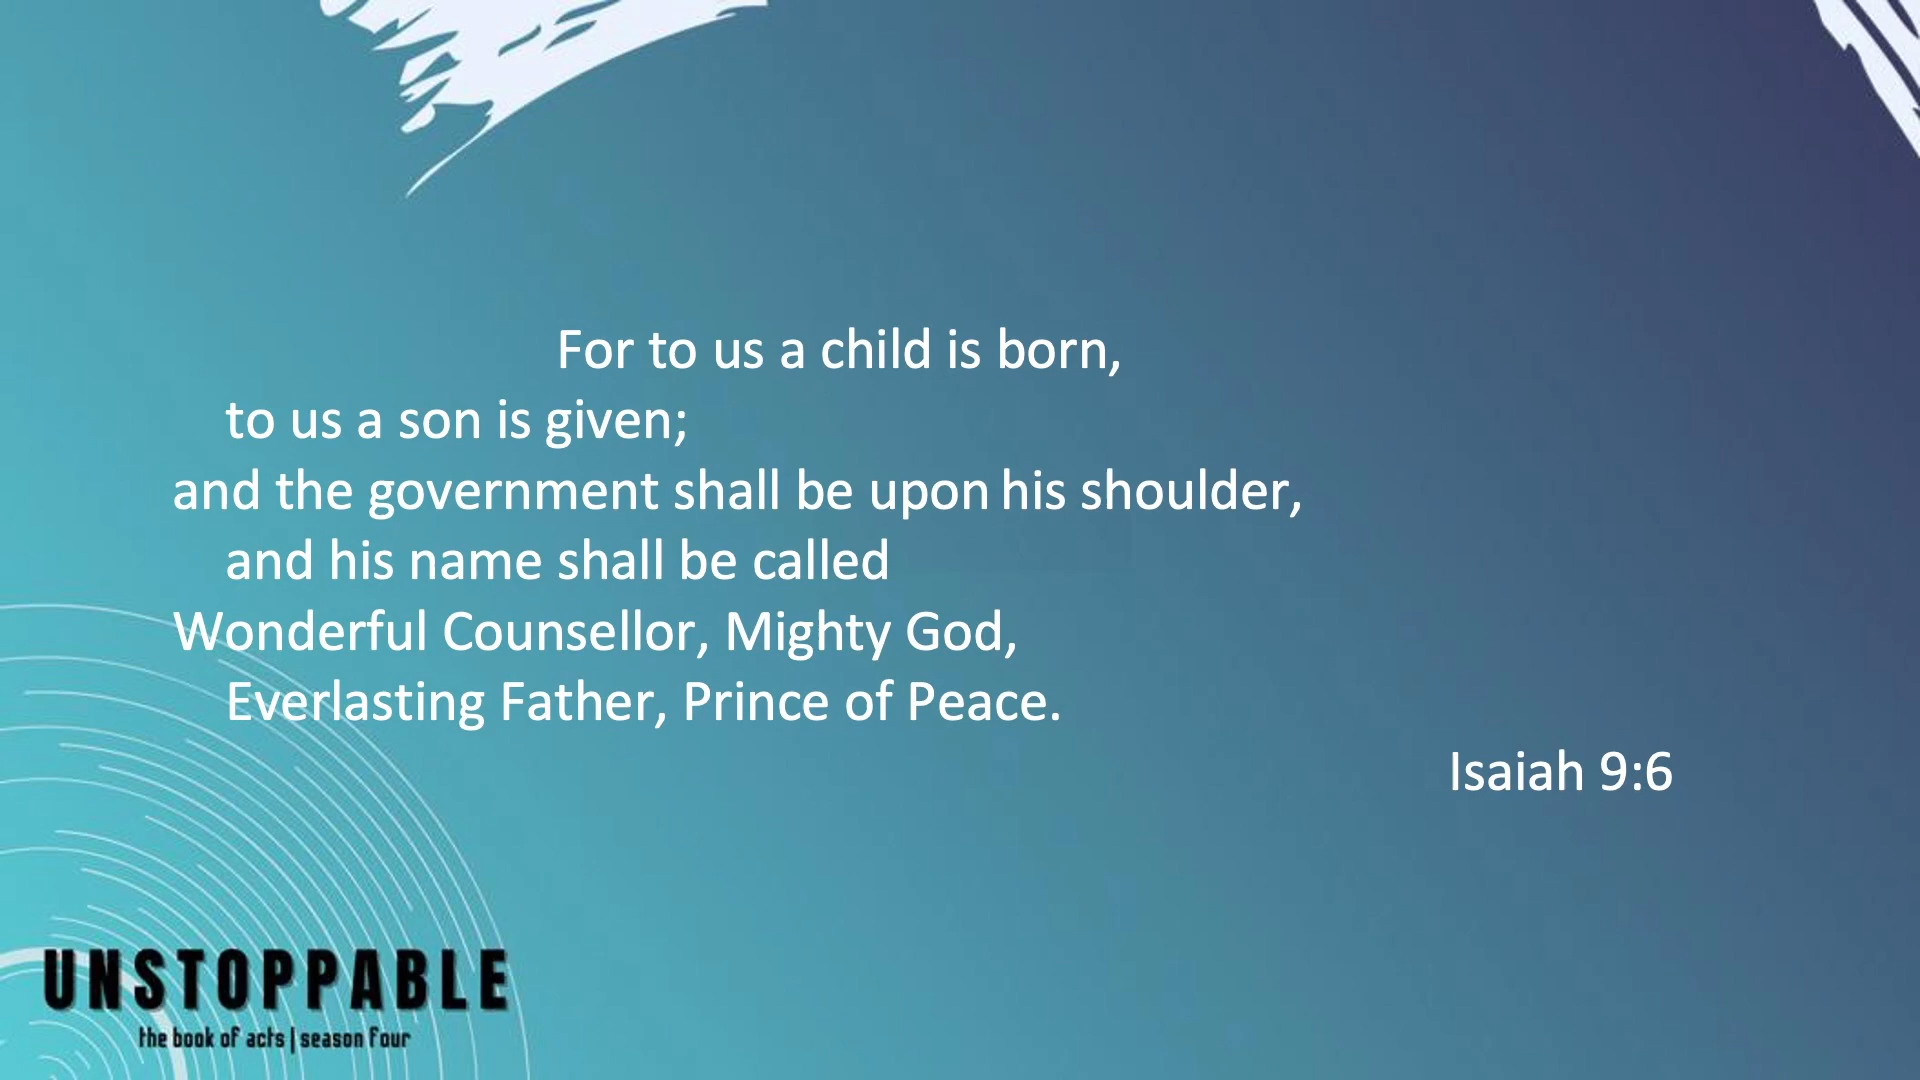 For to us a child is born,
to us a son is given;
and the government shall be upon his shoulder,
and his name shall be called
Wonderful Counsellor, Mighty God,
Everlasting Father, Prince of Peace.
Isaiah 9:6
UNSTOPPABLE
the book of acts | season four